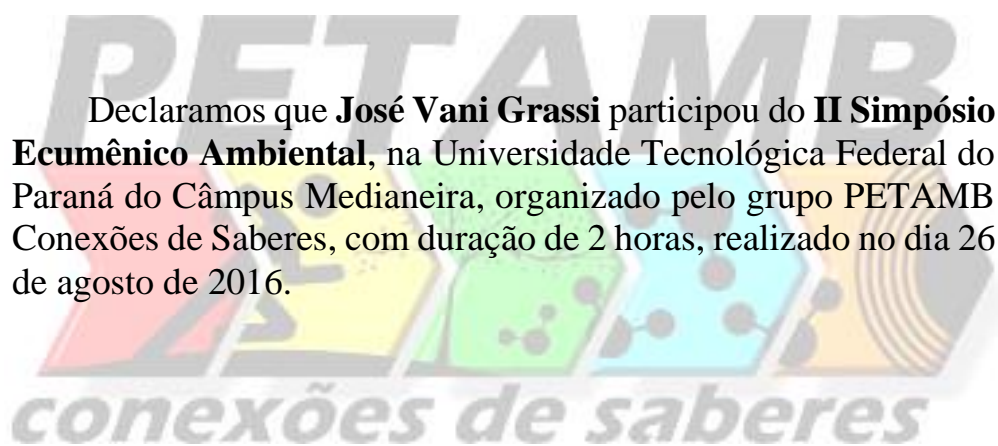 PETAMB
Declaramos que José Vani Grassi participou do II Simpósio
Ecumênico Ambiental, na Universidade Tecnológica Federal do
Paraná do Câmpus Medianeira, organizado pelo grupo PETAMB
Conexões de Saberes, com duração de 2 horas, realizado no dia 26
de agosto de 2016.
conexões de saberes